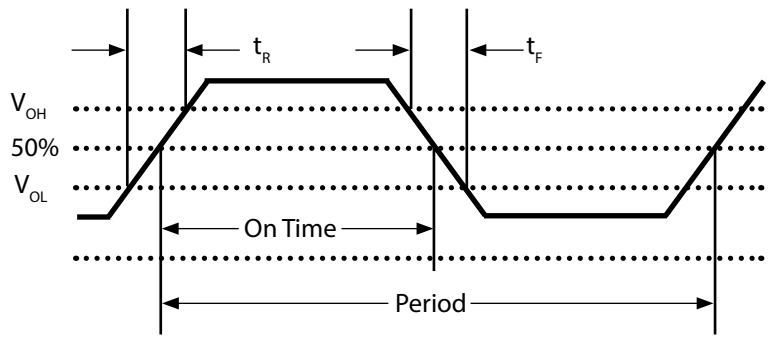 t_R
t_F
V_OH
50%
V_OL
On Time
Period